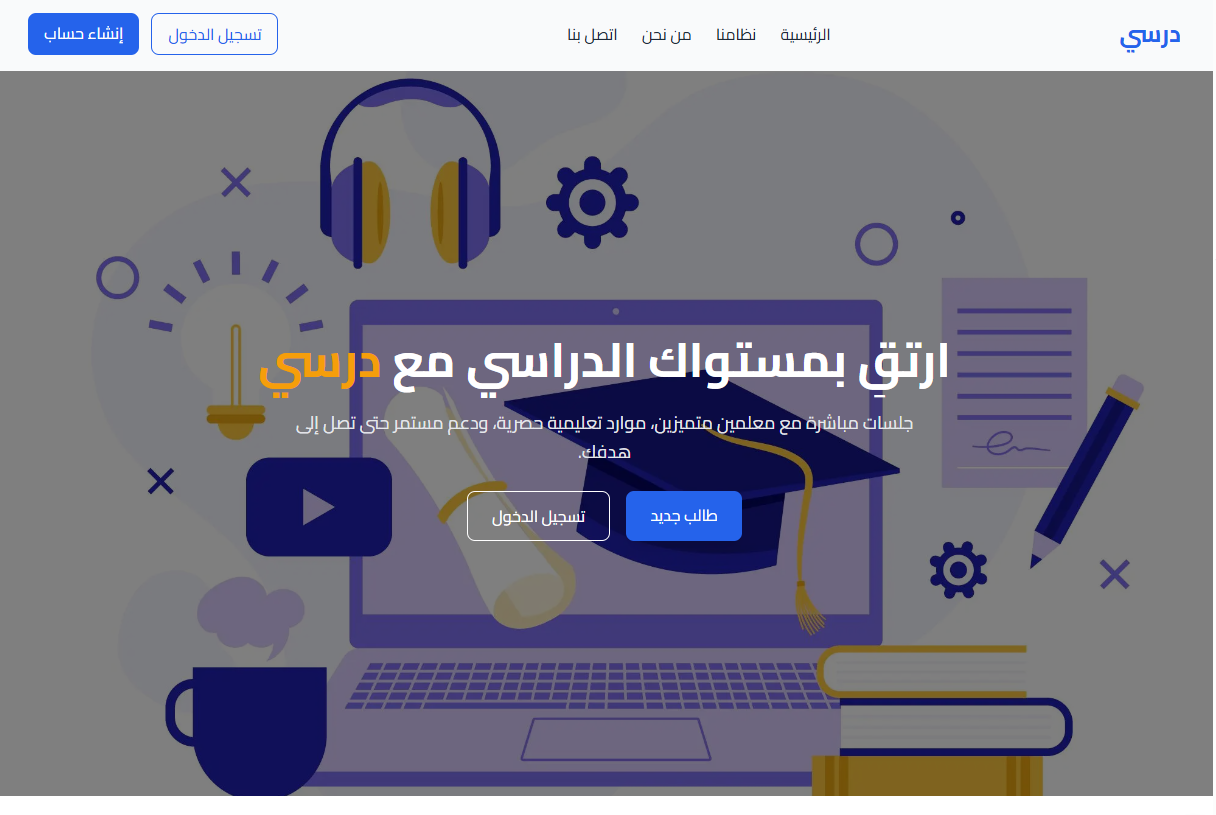 درسي
الرئيسية
نظامنا
من نحن
اتصل بنا
تسجيل الدخول
إنشاء حساب
ارتقِ بمستواك الدراسي مع درسي
جلسات مباشرة مع معلمين متميزين، موارد تعليمية حصرية، ودعم مستمر حتى تصل إلى
هدفك.
طالب جديد
تسجيل الدخول